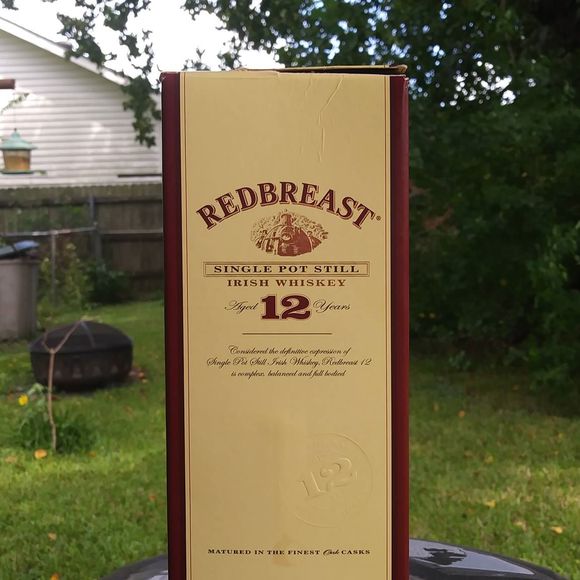 REDBREAST®
SINGLE POT STILL
IRISH WHISKEY
Aged 12 Years
Considered the definitive expression of
Single Pot Still Irish Whiskey, Redbreast 12
is complex, balanced and full bodied
12
MATURED IN THE FINEST Oak CASKS